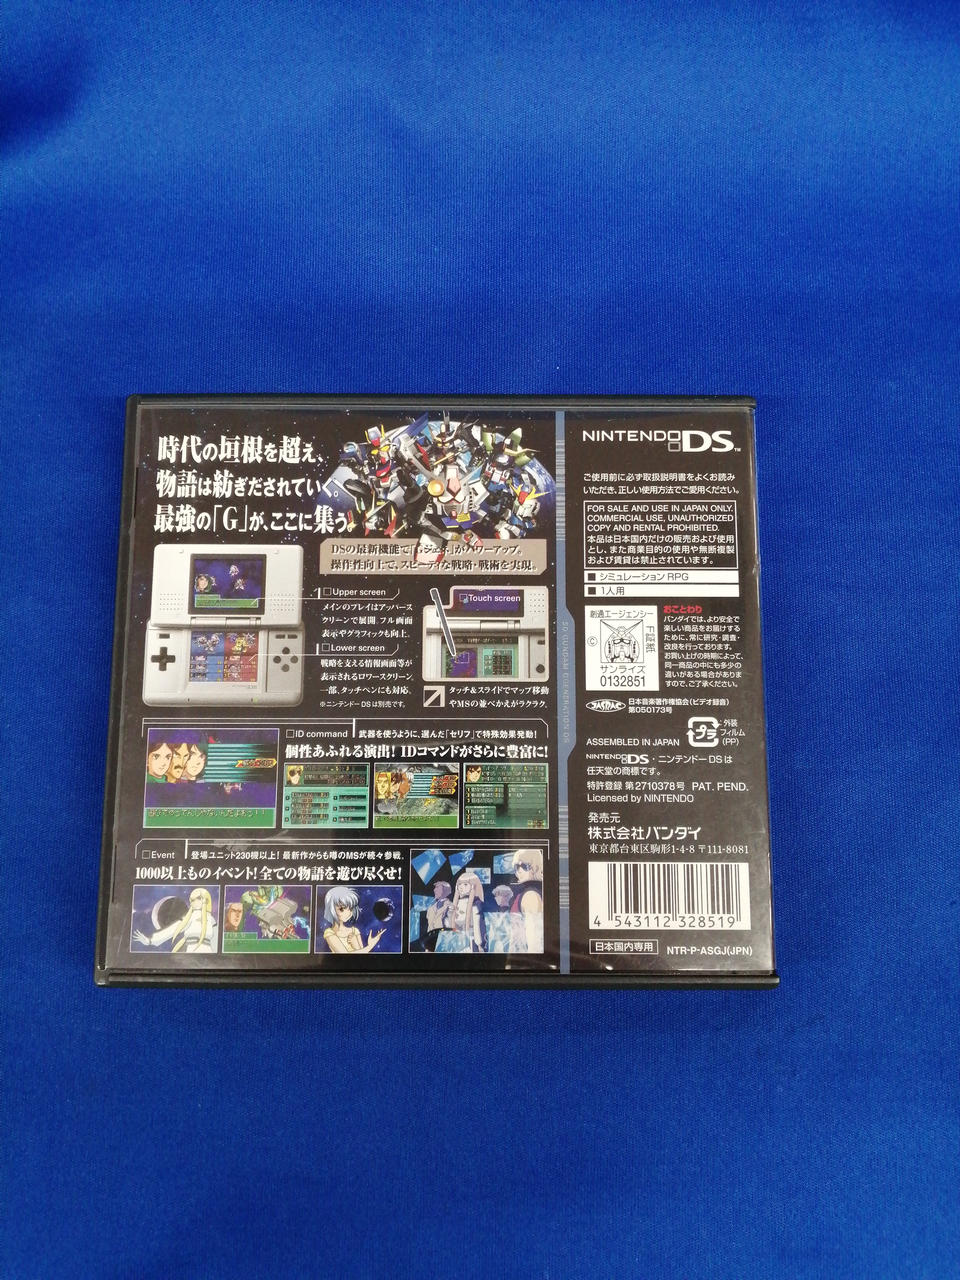 時代の垣根を超え、
物語は紡ぎだされていく。
最強の「G」が、ここに集う。
DSの最新機能で「Gジェネ」がパワーアップ。
操作性向上で、スピーディな戦略・戦術を実現。
Upper screen
メインのプレイはアッパース
クリーンで展開。フル画面
表示やグラフィックも向上。
Lower screen
戦略を支える情報画面等が
表示されるロワースクリーン。
一部、タッチペンにも対応。
※ニンテンドーDSは別売です。
Touch screen
タッチ&スライドでマップ移動
やMSの並べかえがラクラク。
ID command 武器を使うように、選んだ「セリフ」で特殊効果発動!
個性あふれる演出! IDコマンドがさらに豊富に!
Event 登場ユニット230機以上! 最新作からも噂のMSが続々参戦。
1000以上ものイベント! 全ての物語を遊び尽くせ!
SD GUNDAM G GENERATION DS
NINTENDO DS™
ご使用前に必ず取扱説明書をよくお読み
いただき、正しい使用方法でご愛用ください。
FOR SALE AND USE IN JAPAN ONLY.
COMMERCIAL USE, UNAUTHORIZED
COPY AND RENTAL PROHIBITED.
本品は日本国内だけの販売および使用
とし、また商業目的の使用や無断複製
および賃貸は禁止されています。
■ シミュレーションRPG
■ 1人用
創通エージェンシー
©
サンライズ
0132851
おことわり
バンダイでは、より安全で
楽しい商品をお届けする
ために、常に研究・調査・
改良を行っております。
お買い上げの時期によって、
同一商品の中にも多少の
違いがある場合がありま
すので、ご了承ください。
JASRAC
日本音楽著作権協会(ビデオ録音)
第050173号
ASSEMBLED IN JAPAN
プラ
外装
フィルム
(PP)
NINTENDO DS・ニンテンドーDSは
任天堂の商標です。
特許登録 第2710378号 PAT. PEND.
Licensed by NINTENDO
発売元
株式会社バンダイ
東京都台東区駒形1-4-8 〒111-8081
4 543112 328519
日本国内専用
NTR-P-ASGJ(JPN)